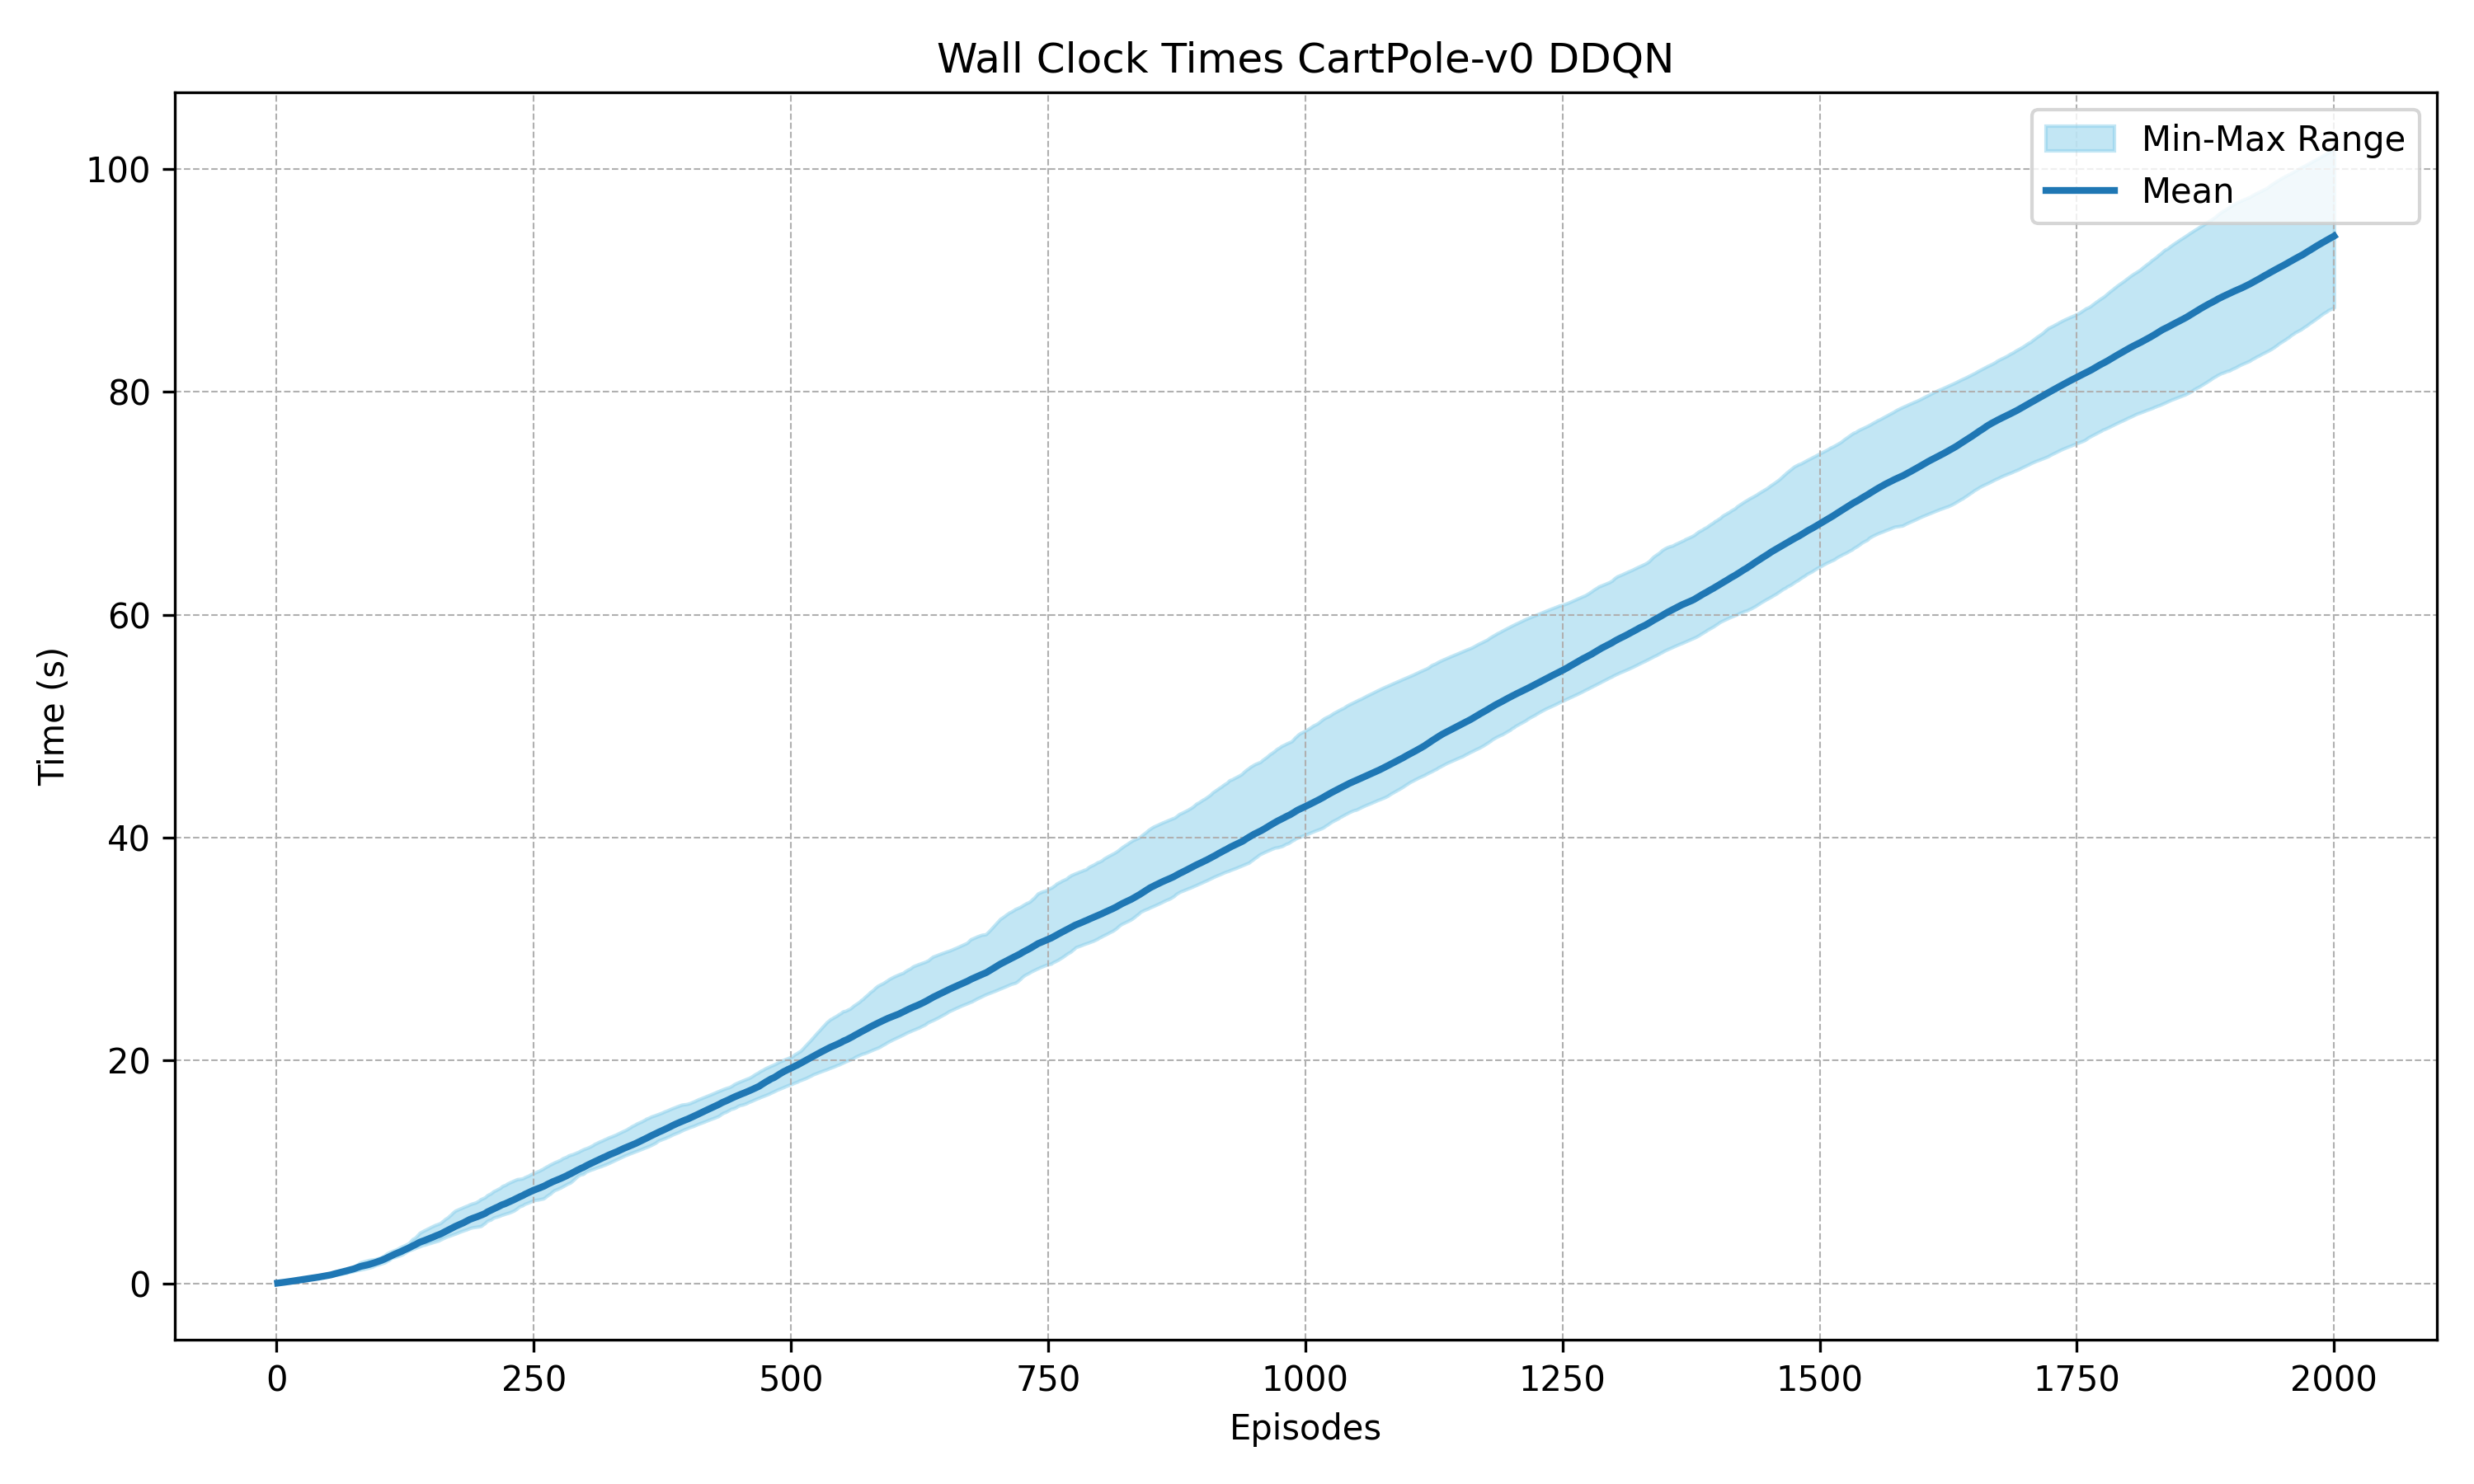 Wall Clock Times CartPole-v0 DDQN
Min-Max Range
Mean
Time (s)
100
80
60
40
20
0
0 250 500 750 1000 1250 1500 1750 2000
Episodes